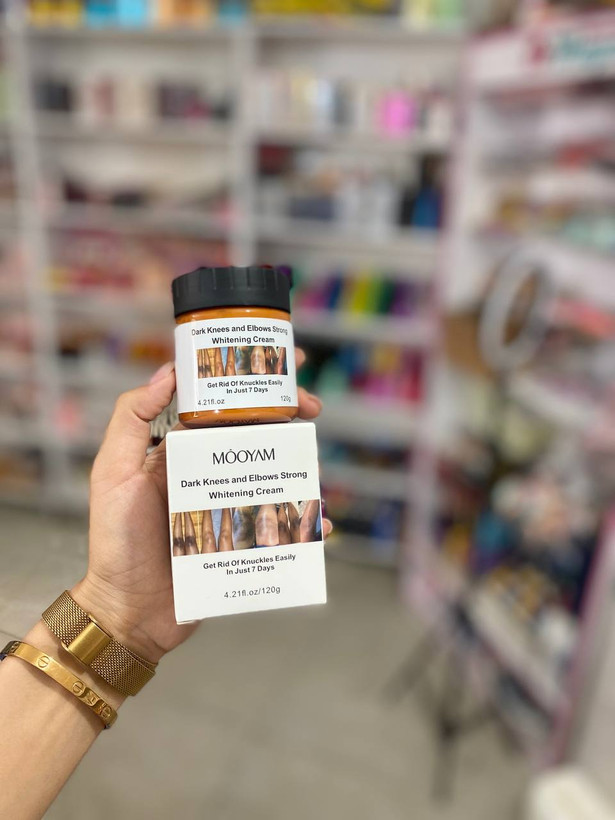 Dark Knees and Elbows Strong
Whitening Cream
Get Rid Of Knuckles Easily
In Just 7 Days
4.21fl.oz 120g
MOOYAM
Dark Knees and Elbows Strong
Whitening Cream
Get Rid Of Knuckles Easily
In Just 7 Days
4.21fl.oz/120g